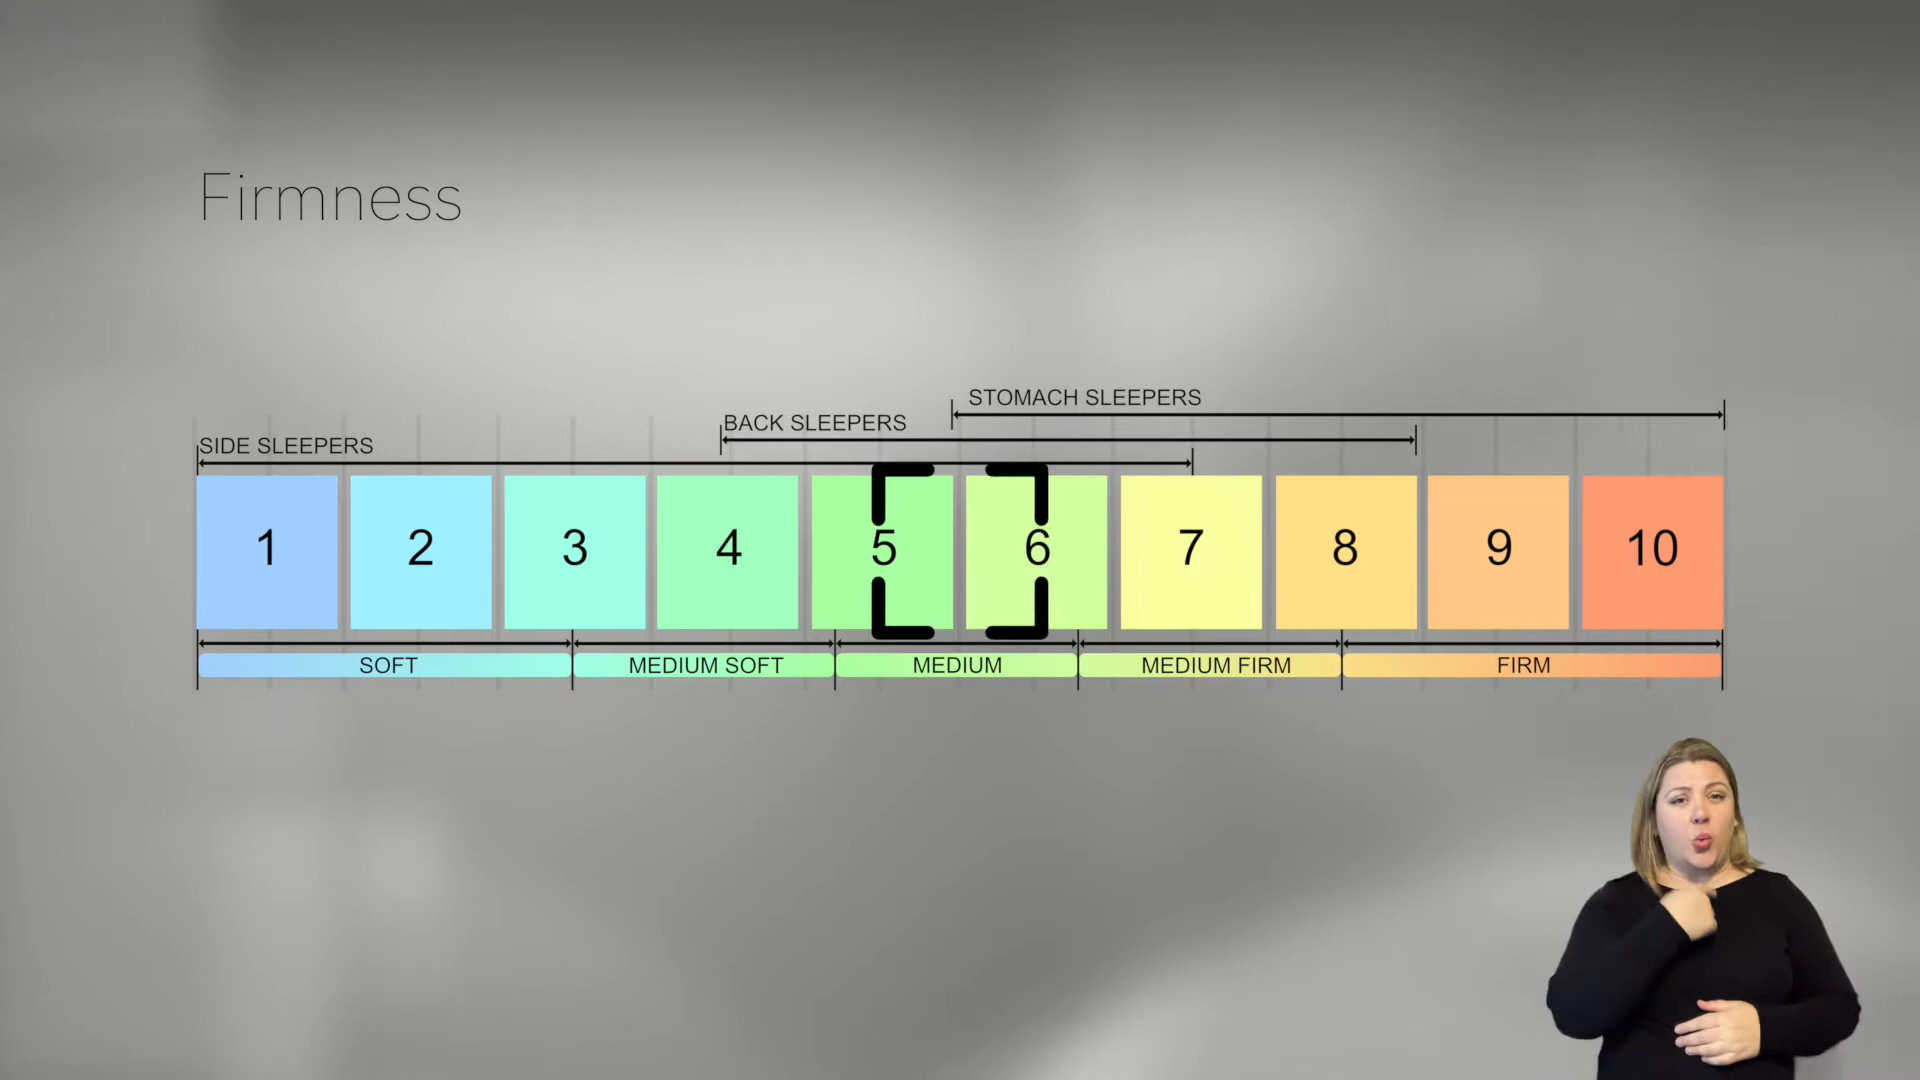 Firmness
STOMACH SLEEPERS
BACK SLEEPERS
SIDE SLEEPERS
1 2 3 4 5 6 7 8 9 10
SOFT MEDIUM SOFT MEDIUM MEDIUM FIRM FIRM